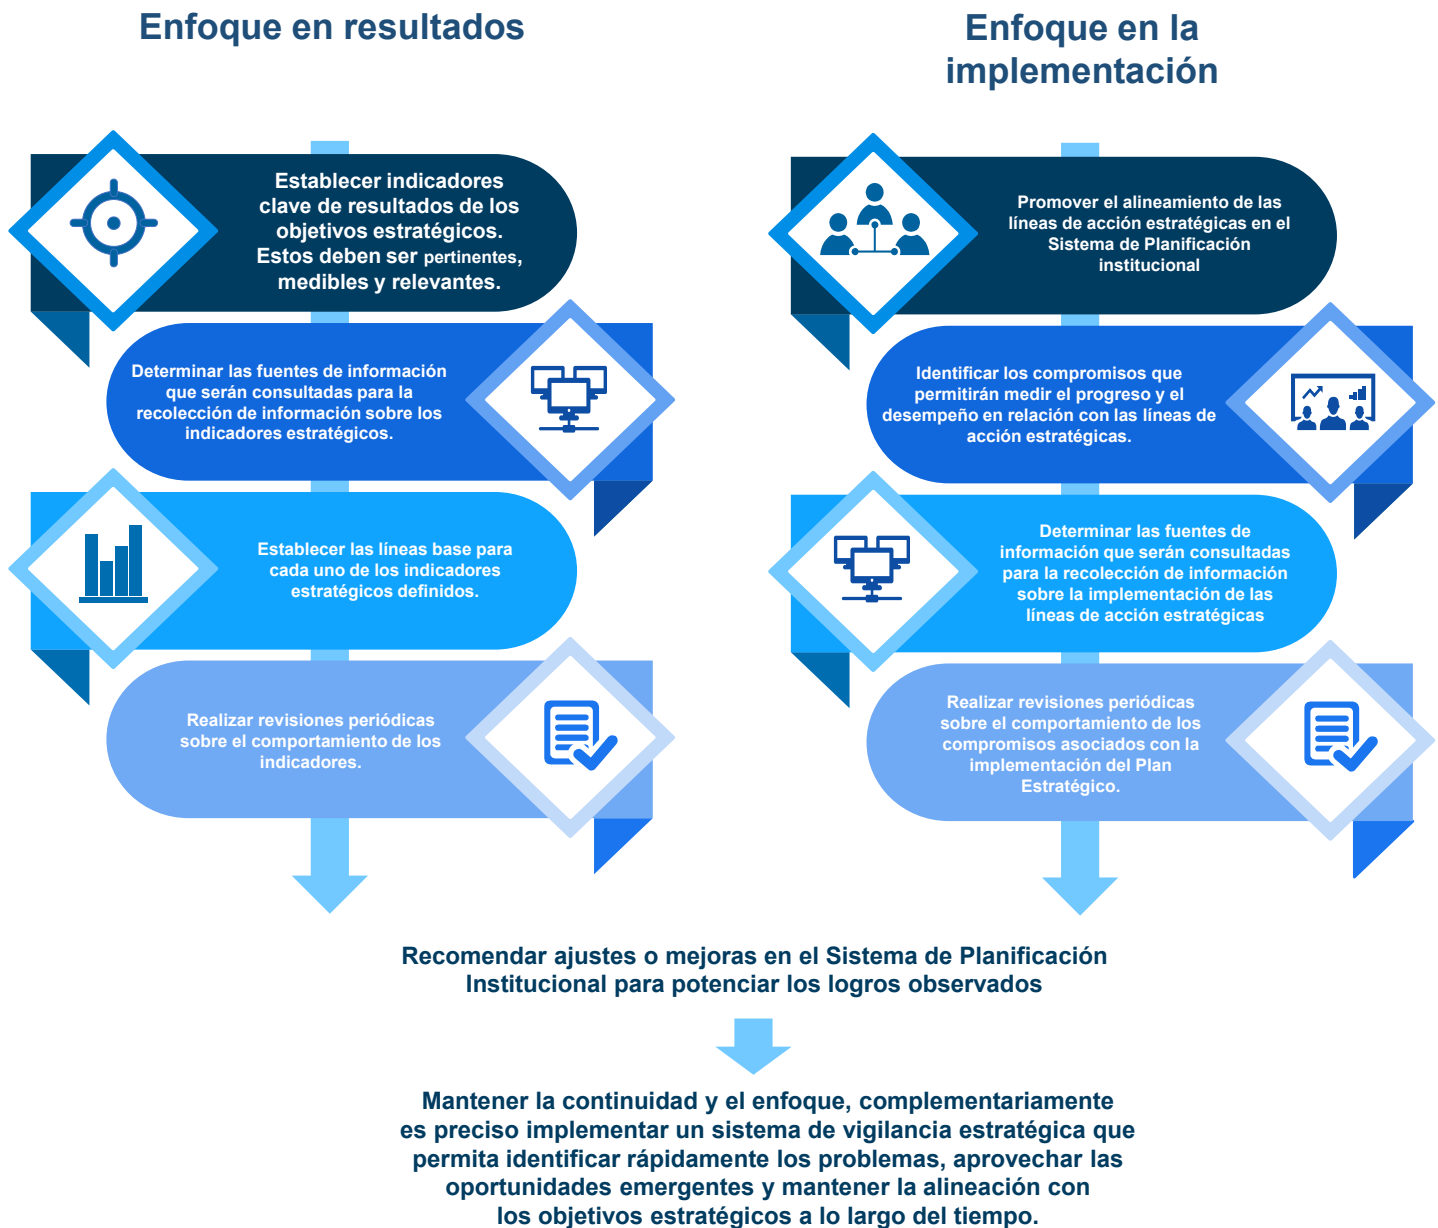 Enfoque en resultados
Establecer indicadores
clave de resultados de los
objetivos estratégicos.
Estos deben ser pertinentes,
medibles y relevantes.
Determinar las fuentes de información
que serán consultadas para la
recolección de información sobre los
indicadores estratégicos.
Establecer las líneas base para
cada uno de los indicadores
estratégicos definidos.
Realizar revisiones periódicas
sobre el comportamiento de los
indicadores.
Enfoque en la
implementación
Promover el alineamiento de las
líneas de acción estratégicas en el
Sistema de Planificación
institucional
Identificar los compromisos que
permitirán medir el progreso y el
desempeño en relación con las líneas de
acción estratégicas.
Determinar las fuentes de
información que serán consultadas
para la recolección de información
sobre la implementación de las
líneas de acción estratégicas
Realizar revisiones periódicas
sobre el comportamiento de los
compromisos asociados con la
implementación del Plan
Estratégico.
Recomendar ajustes o mejoras en el Sistema de Planificación
Institucional para potenciar los logros observados
Mantener la continuidad y el enfoque, complementariamente
es preciso implementar un sistema de vigilancia estratégica que
permita identificar rápidamente los problemas, aprovechar las
oportunidades emergentes y mantener la alineación con
los objetivos estratégicos a lo largo del tiempo.